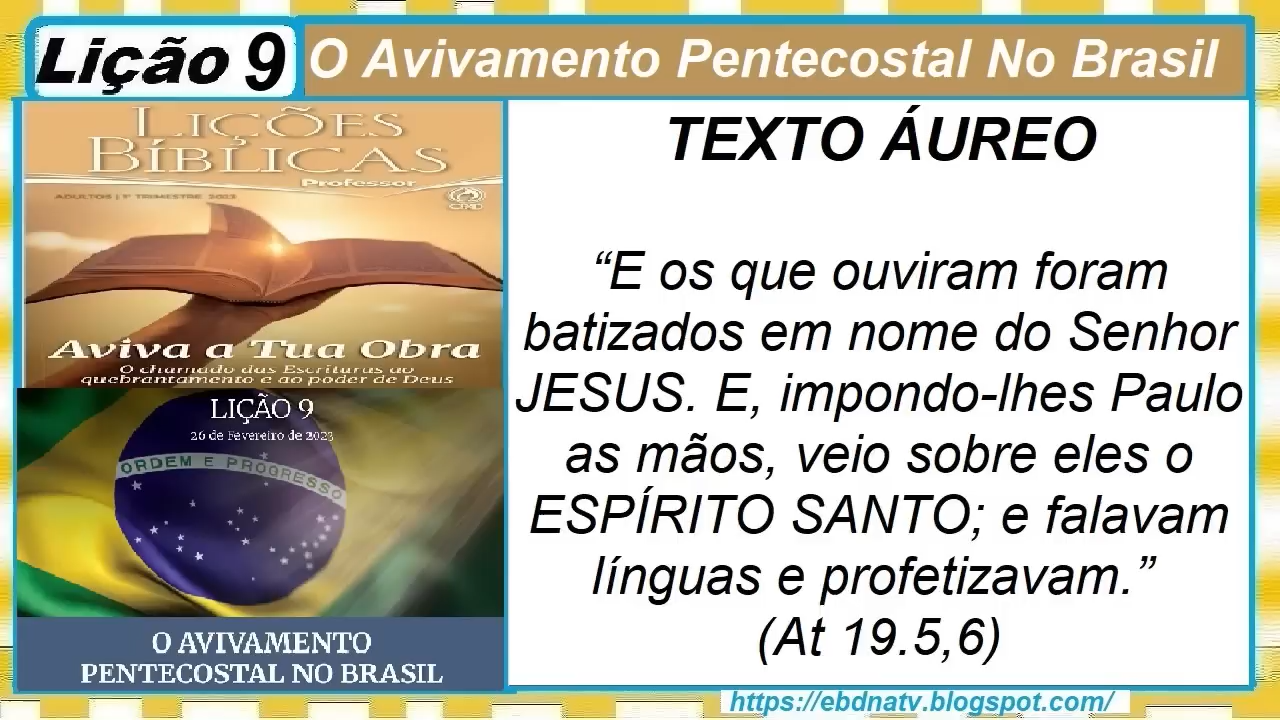 Lição 9
O Avivamento Pentecostal No Brasil
LIÇÕES
BÍBLICAS
Professor
ADULTOS | 1º TRIMESTRE 2023
CPAD
Aviva a Tua Obra
O chamado das Escrituras ao
quebrantamento e ao poder de Deus
LIÇÃO 9
26 de Fevereiro de 2023
ORDEM E PROGRESSO
O AVIVAMENTO
PENTECOSTAL NO BRASIL
TEXTO ÁUREO
“E os que ouviram foram
batizados em nome do Senhor
JESUS. E, impondo-lhes Paulo
as mãos, veio sobre eles o
ESPÍRITO SANTO; e falavam
línguas e profetizavam.”
(At 19.5,6)
https://ebdnatv.blogspot.com/